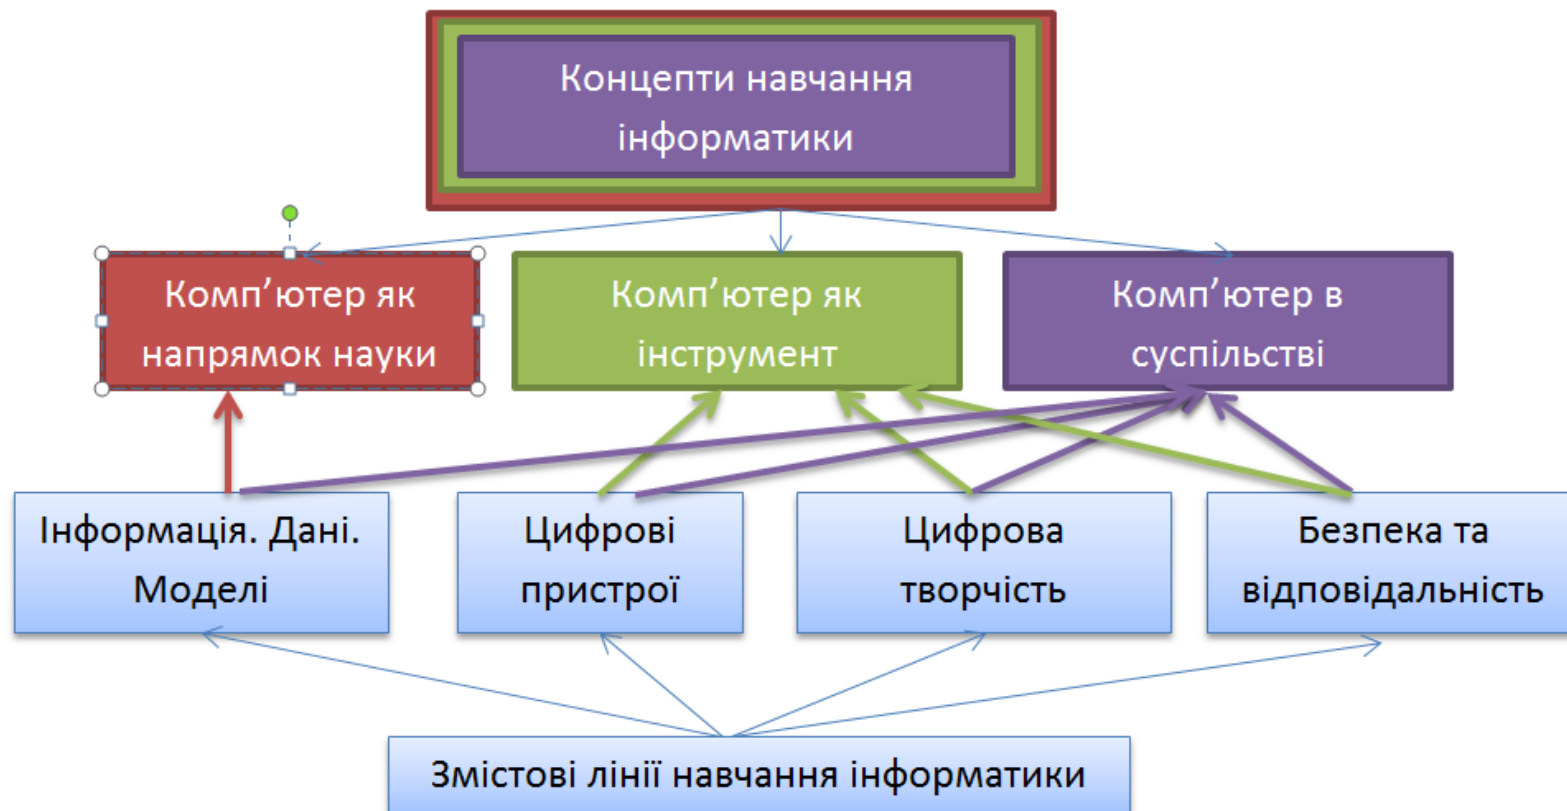 Концепти навчання
інформатики
Комп’ютер як
напрямок науки
Комп’ютер як
інструмент
Комп’ютер в
суспільстві
Інформація. Дані.
Моделі
Цифрові
пристрої
Цифрова
творчість
Безпека та
відповідальність
Змістові лінії навчання інформатики